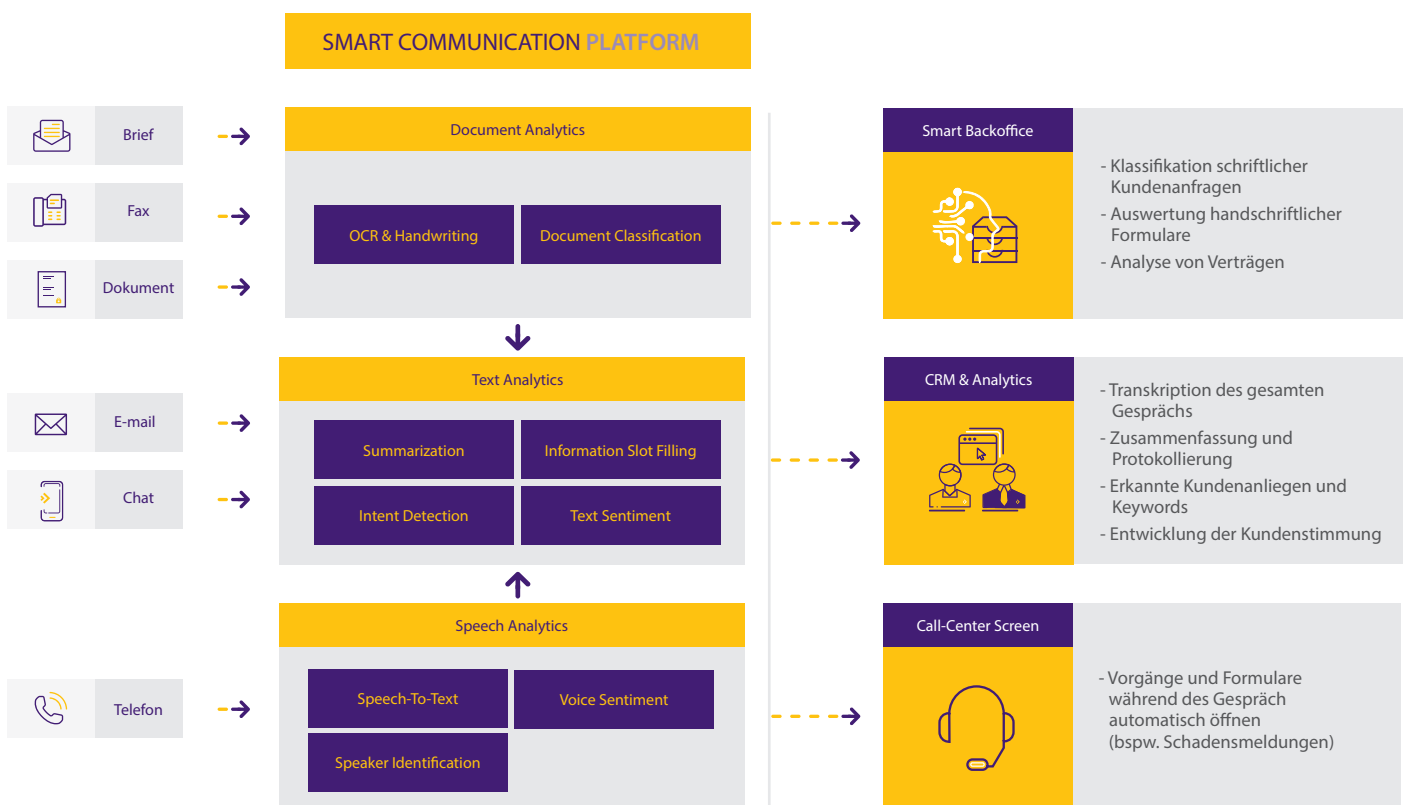 SMART COMMUNICATION PLATFORM
Brief
Fax
Dokument
E-mail
Chat
Telefon
Document Analytics
OCR & Handwriting
Document Classification
Text Analytics
Summarization
Information Slot Filling
Intent Detection
Text Sentiment
Speech Analytics
Speech-To-Text
Voice Sentiment
Speaker Identification
Smart Backoffice
- Klassifikation schriftlicher
Kundenanfragen
- Auswertung handschriftlicher
Formulare
- Analyse von Verträgen
CRM & Analytics
- Transkription des gesamten
Gesprächs
- Zusammenfassung und
Protokollierung
- Erkannte Kundenanliegen und
Keywords
- Entwicklung der Kundenstimmung
Call-Center Screen
- Vorgänge und Formulare
während des Gespräch
automatisch öffnen
(bspw. Schadensmeldungen)